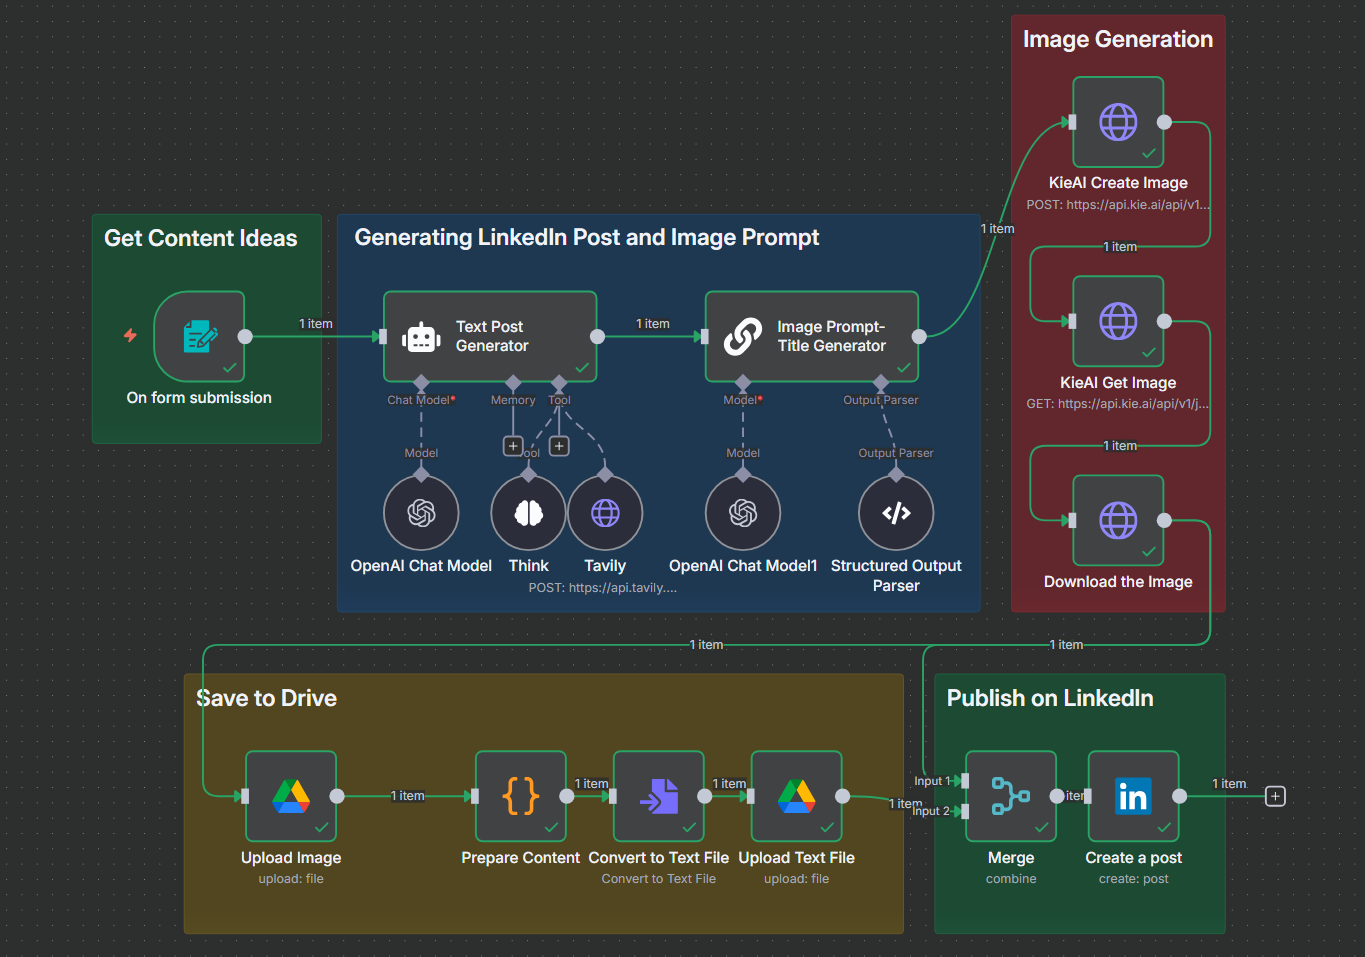 Image Generation
KieAI Create Image
POST: https://api.kie.ai/api/v1...
1 item
1 item
KieAI Get Image
GET: https://api.kie.ai/api/v1/j...
1 item
Download the Image
Get Content Ideas
On form submission
1 item
Generating LinkedIn Post and Image Prompt
Text Post
Generator
1 item
Image Prompt-
Title Generator
Chat Model*
Memory
Tool
Model*
Output Parser
Model
ool
Model
Output Parser
OpenAI Chat Model
Think
Tavily
POST: https://api.tavily....
OpenAI Chat Model1
Structured Output
Parser
1 item
1 item
Save to Drive
Upload Image
upload: file
1 item
{}
Prepare Content
1 item
Convert to Text File
Convert to Text File
1 item
Upload Text File
upload: file
1 item
Publish on LinkedIn
Input 1
Input 2
Merge
combine
iter
in
Create a post
create: post
1 item